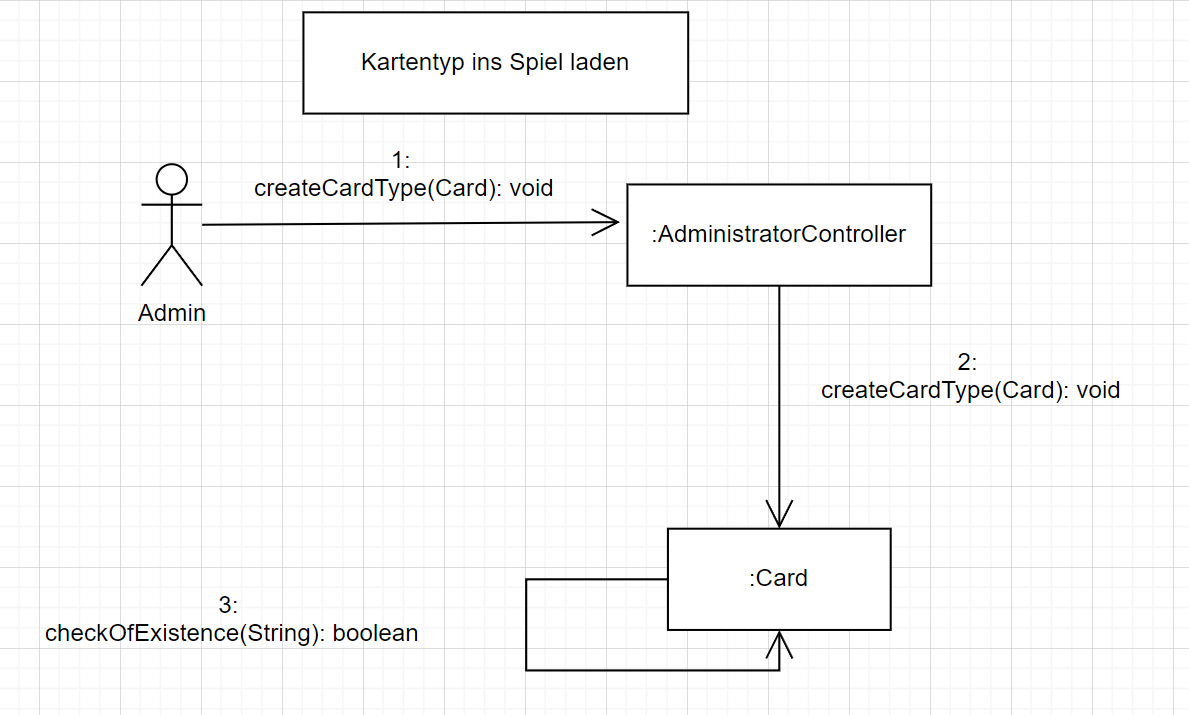 Kartentyp ins Spiel laden
1:
createCardType(Card): void
:AdministratorController
Admin
2:
createCardType(Card): void
:Card
3:
checkOfExistence(String): boolean